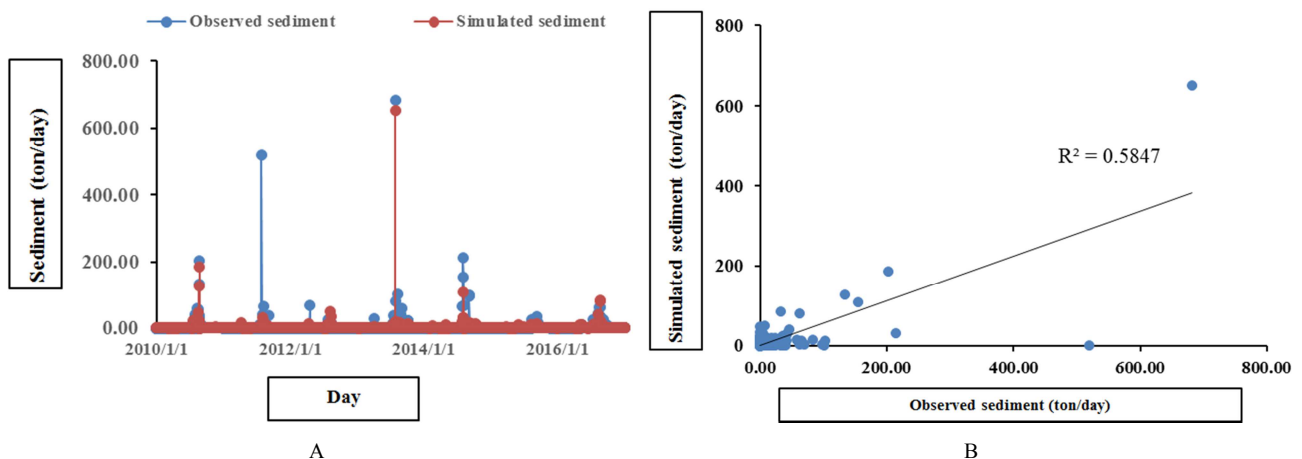 Observed sediment
Simulated sediment
Sediment (ton/day)
800.00
600.00
400.00
200.00
0.00
2010/1/1
2012/1/1
2014/1/1
2016/1/1
Day
A
Simulated sediment (ton/day)
800
600
400
200
0
R² = 0.5847
0.00
200.00
400.00
600.00
800.00
Observed sediment (ton/day)
B